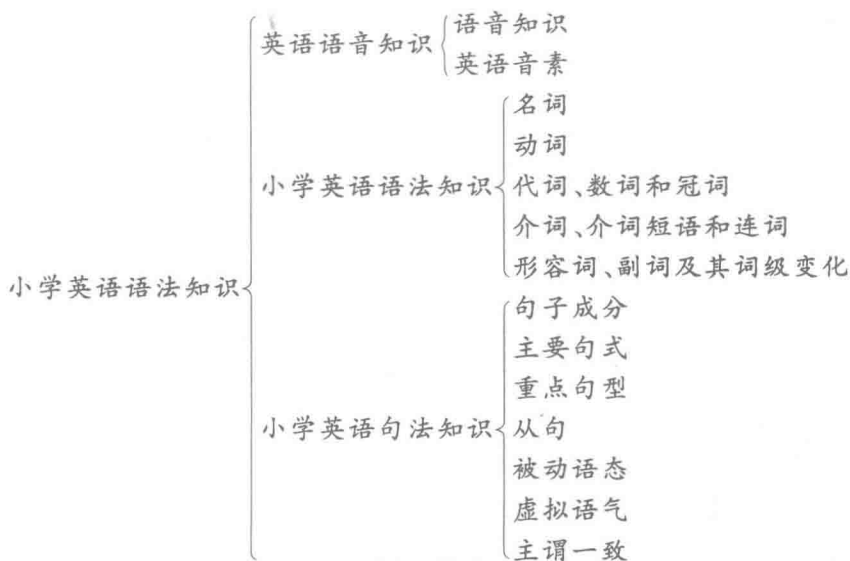 小学英语语法知识
英语语音知识
语音知识
英语音素
小学英语语法知识
名词
动词
代词、数词和冠词
介词、介词短语和连词
形容词、副词及其词级变化
小学英语句法知识
句子成分
主要句式
重点句型
从句
被动语态
虚拟语气
主谓一致